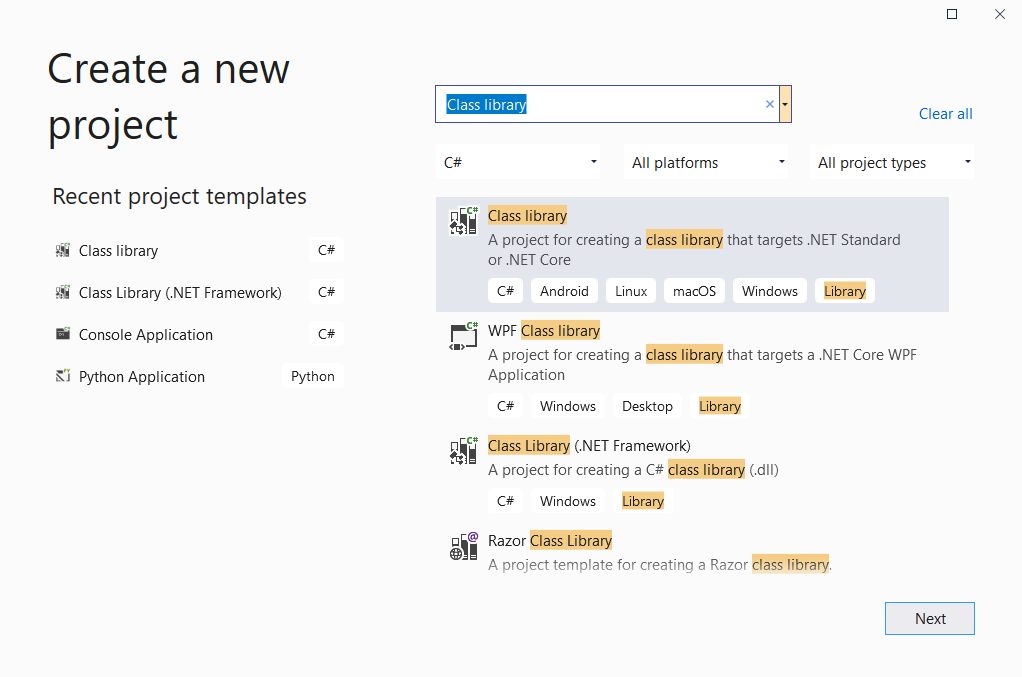 Create a new
project
Recent project templates
Class library C#
Class Library (.NET Framework) C#
Console Application C#
Python Application Python
Class library
Clear all
C# All platforms All project types
C#
Class library
A project for creating a class library that targets .NET Standard
or .NET Core
C# Android Linux macOS Windows Library
C#
WPF Class library
A project for creating a class library that targets a .NET Core WPF
Application
C# Windows Desktop Library
C#
Class Library (.NET Framework)
A project for creating a C# class library (.dll)
C# Windows Library
@
Razor Class Library
A project template for creating a Razor class library.
Next